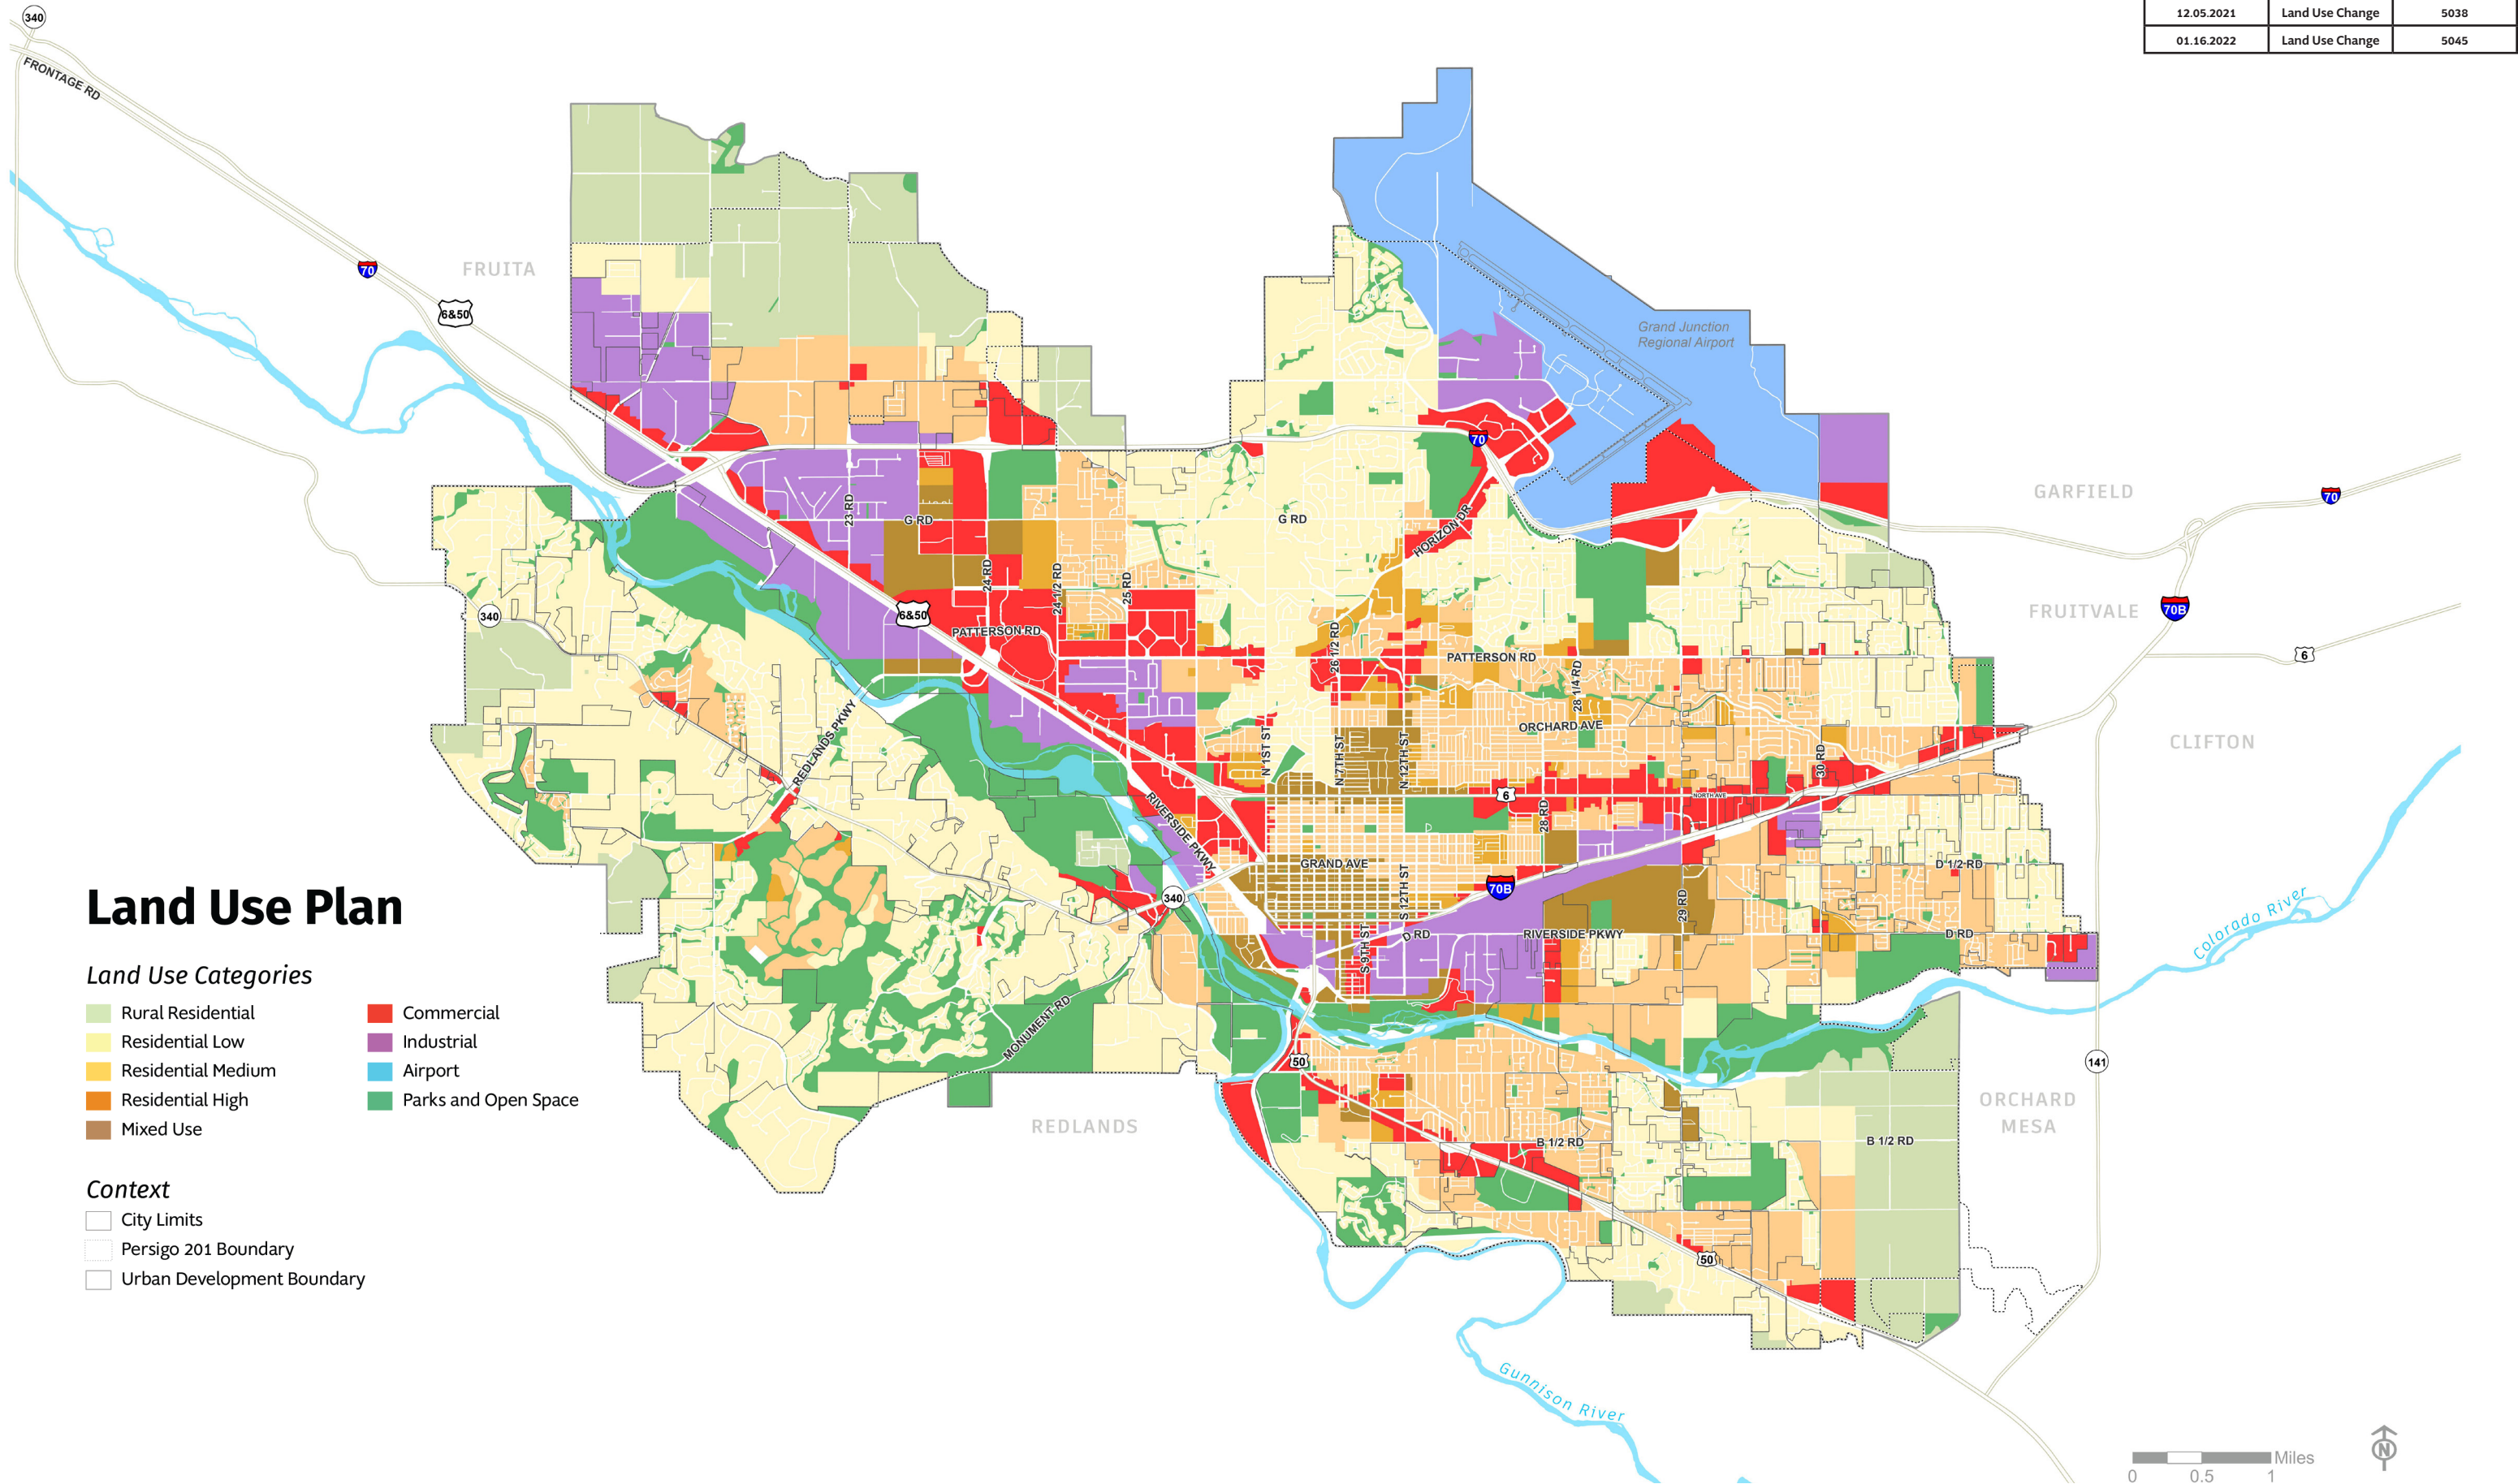 12.05.2021 Land Use Change 5038
01.16.2022 Land Use Change 5045
340
FRONTAGE RD
70
FRUITA
6&50
Grand Junction
Regional Airport
70
GARFIELD
70
23 RD
G RD
G RD
HORIZON DR
24 RD
24 1/2 RD
25 RD
340
6&50
FRUITVALE
70B
PATTERSON RD
26 1/2 RD
PATTERSON RD
28 1/4 RD
6
REDLANDS PKWY
N 1ST ST
N 7TH ST
N 12TH ST
ORCHARD AVE
30 RD
CLIFTON
RIVERSIDE PKWY
6
28 RD
NORTH AVE
GRAND AVE
D 1/2 RD
340
S 12TH ST
70B
29 RD
S 9TH ST
D RD
RIVERSIDE PKWY
D RD
Colorado River
Land Use Plan
Land Use Categories
Rural Residential
Residential Low
Residential Medium
Residential High
Mixed Use
Commercial
Industrial
Airport
Parks and Open Space
MONUMENT RD
50
141
REDLANDS
B 1/2 RD
B 1/2 RD
ORCHARD
MESA
Context
City Limits
Persigo 201 Boundary
Urban Development Boundary
50
Gunnison River
0 0.5 1 Miles
N